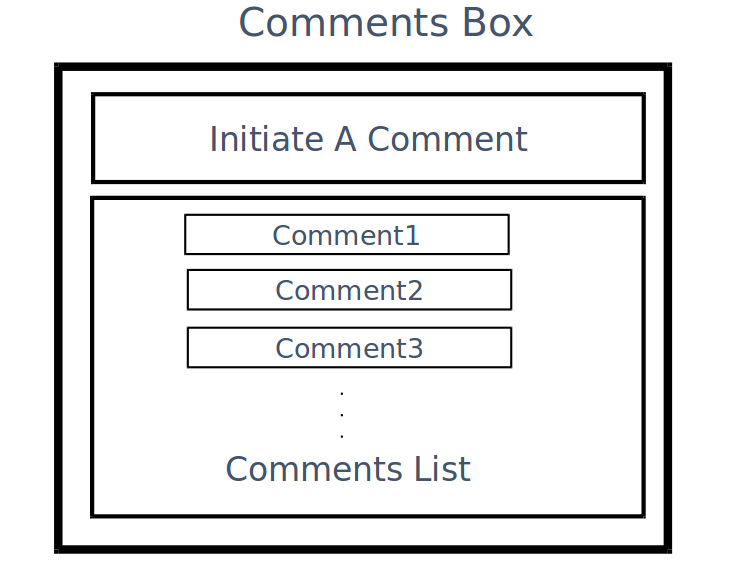 Comments Box
Initiate A Comment
Comment1
Comment2
Comment3
.
.
.
Comments List